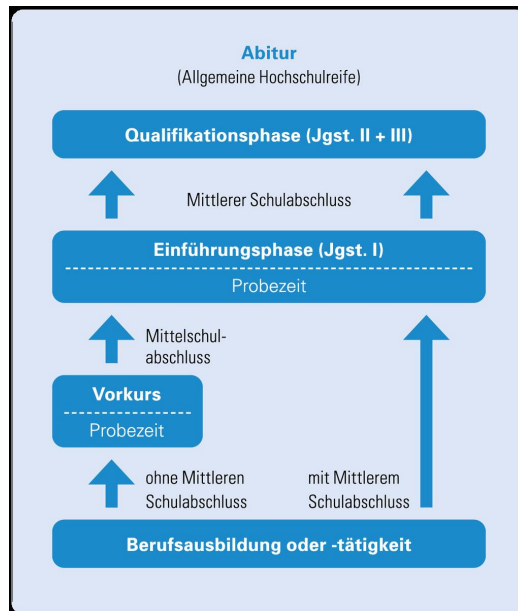 Abitur
(Allgemeine Hochschulreife)
Qualifikationsphase (Jgst. II + III)
Mittlerer Schulabschluss
Einführungsphase (Jgst. I)
Probezeit
Mittelschul-
abschluss
Vorkurs
Probezeit
ohne Mittleren
Schulabschluss
mit Mittlerem
Schulabschluss
Berufsausbildung oder -tätigkeit